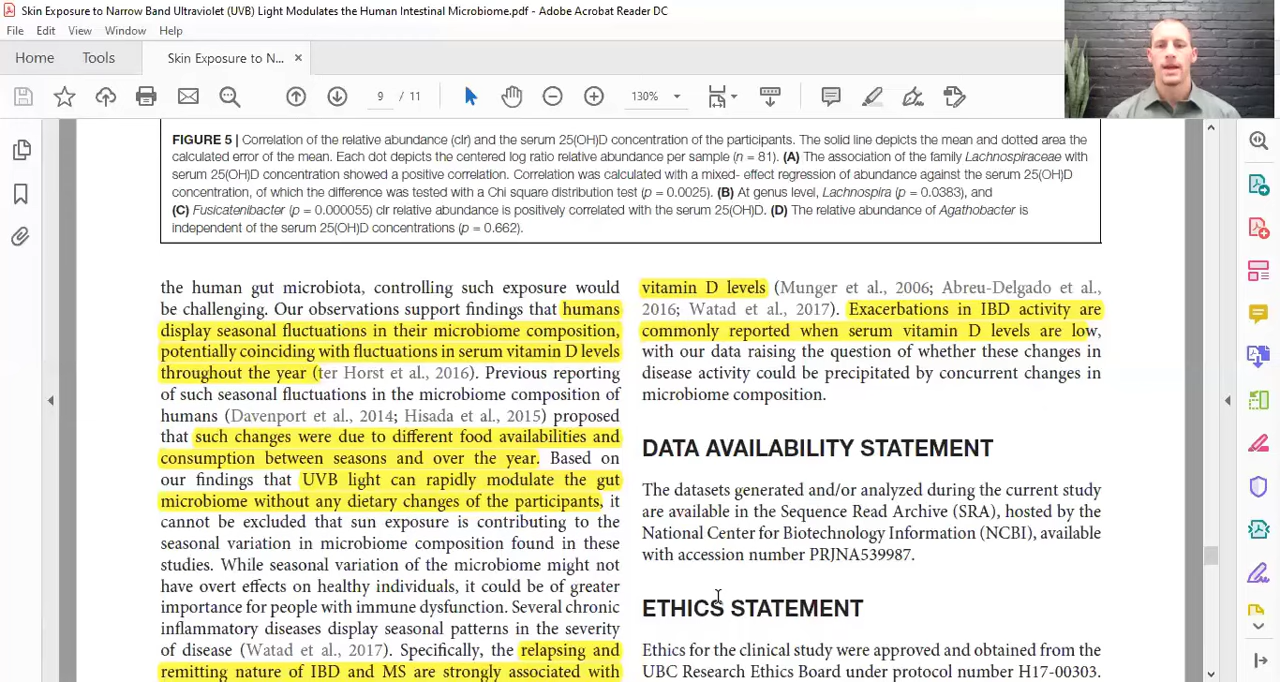 Skin Exposure to Narrow Band Ultraviolet (UVB) Light Modulates the Human Intestinal Microbiome.pdf - Adobe Acrobat Reader DC
File Edit View Window Help
Home Tools Skin Exposure to N... ×
9 / 11 130%
FIGURE 5 | Correlation of the relative abundance (clr) and the serum 25(OH)D concentration of the participants. The solid line depicts the mean and dotted area the
calculated error of the mean. Each dot depicts the centered log ratio relative abundance per sample (n = 81). (A) The association of the family Lachnospiraceae with
serum 25(OH)D concentration showed a positive correlation. Correlation was calculated with a mixed- effect regression of abundance against the serum 25(OH)D
concentration, of which the difference was tested with a Chi square distribution test (p = 0.0025). (B) At genus level, Lachnospira (p = 0.0383), and
(C) Fusicatenibacter (p = 0.000055) clr relative abundance is positively correlated with the serum 25(OH)D. (D) The relative abundance of Agathobacter is
independent of the serum 25(OH)D concentrations (p = 0.662).
the human gut microbiota, controlling such exposure would
be challenging. Our observations support findings that humans
display seasonal fluctuations in their microbiome composition,
potentially coinciding with fluctuations in serum vitamin D levels
throughout the year (ter Horst et al., 2016). Previous reporting
of such seasonal fluctuations in the microbiome composition of
humans (Davenport et al., 2014; Hisada et al., 2015) proposed
that such changes were due to different food availabilities and
consumption between seasons and over the year. Based on
our findings that UVB light can rapidly modulate the gut
microbiome without any dietary changes of the participants, it
cannot be excluded that sun exposure is contributing to the
seasonal variation in microbiome composition found in these
studies. While seasonal variation of the microbiome might not
have overt effects on healthy individuals, it could be of greater
importance for people with immune dysfunction. Several chronic
inflammatory diseases display seasonal patterns in the severity
of disease (Watad et al., 2017). Specifically, the relapsing and
remitting nature of IBD and MS are strongly associated with
vitamin D levels (Munger et al., 2006; Abreu-Delgado et al.,
2016; Watad et al., 2017). Exacerbations in IBD activity are
commonly reported when serum vitamin D levels are low,
with our data raising the question of whether these changes in
disease activity could be precipitated by concurrent changes in
microbiome composition.
DATA AVAILABILITY STATEMENT
The datasets generated and/or analyzed during the current study
are available in the Sequence Read Archive (SRA), hosted by the
National Center for Biotechnology Information (NCBI), available
with accession number PRJNA539987.
ETHICS STATEMENT
Ethics for the clinical study were approved and obtained from the
UBC Research Ethics Board under protocol number H17-00303.